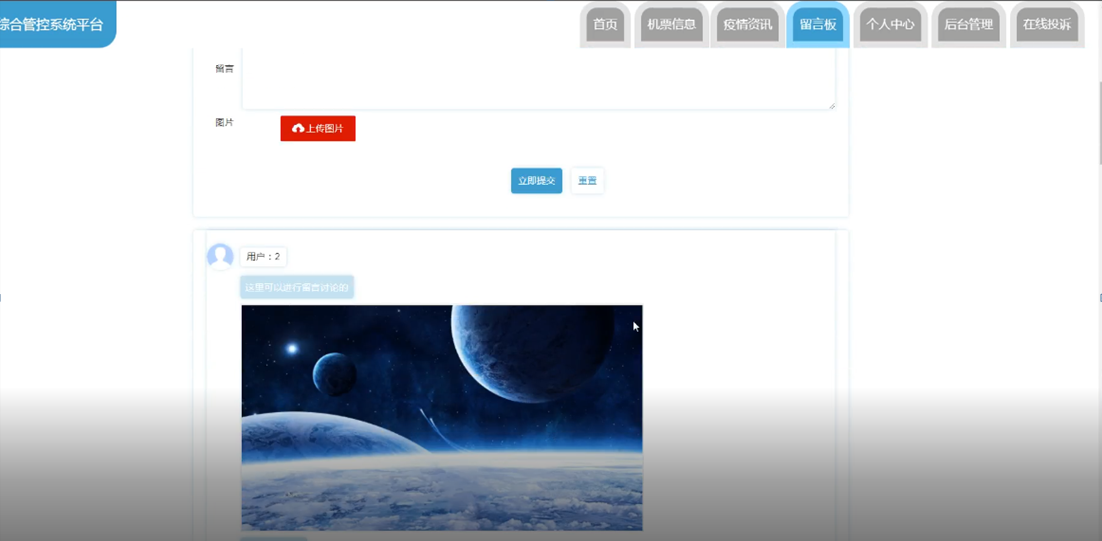 综合管控系统平台
首页
机票信息
疫情资讯
留言板
个人中心
后台管理
在线投诉
留言
图片
上传图片
立即提交
重置
用户：2
这里可以进行留言讨论的